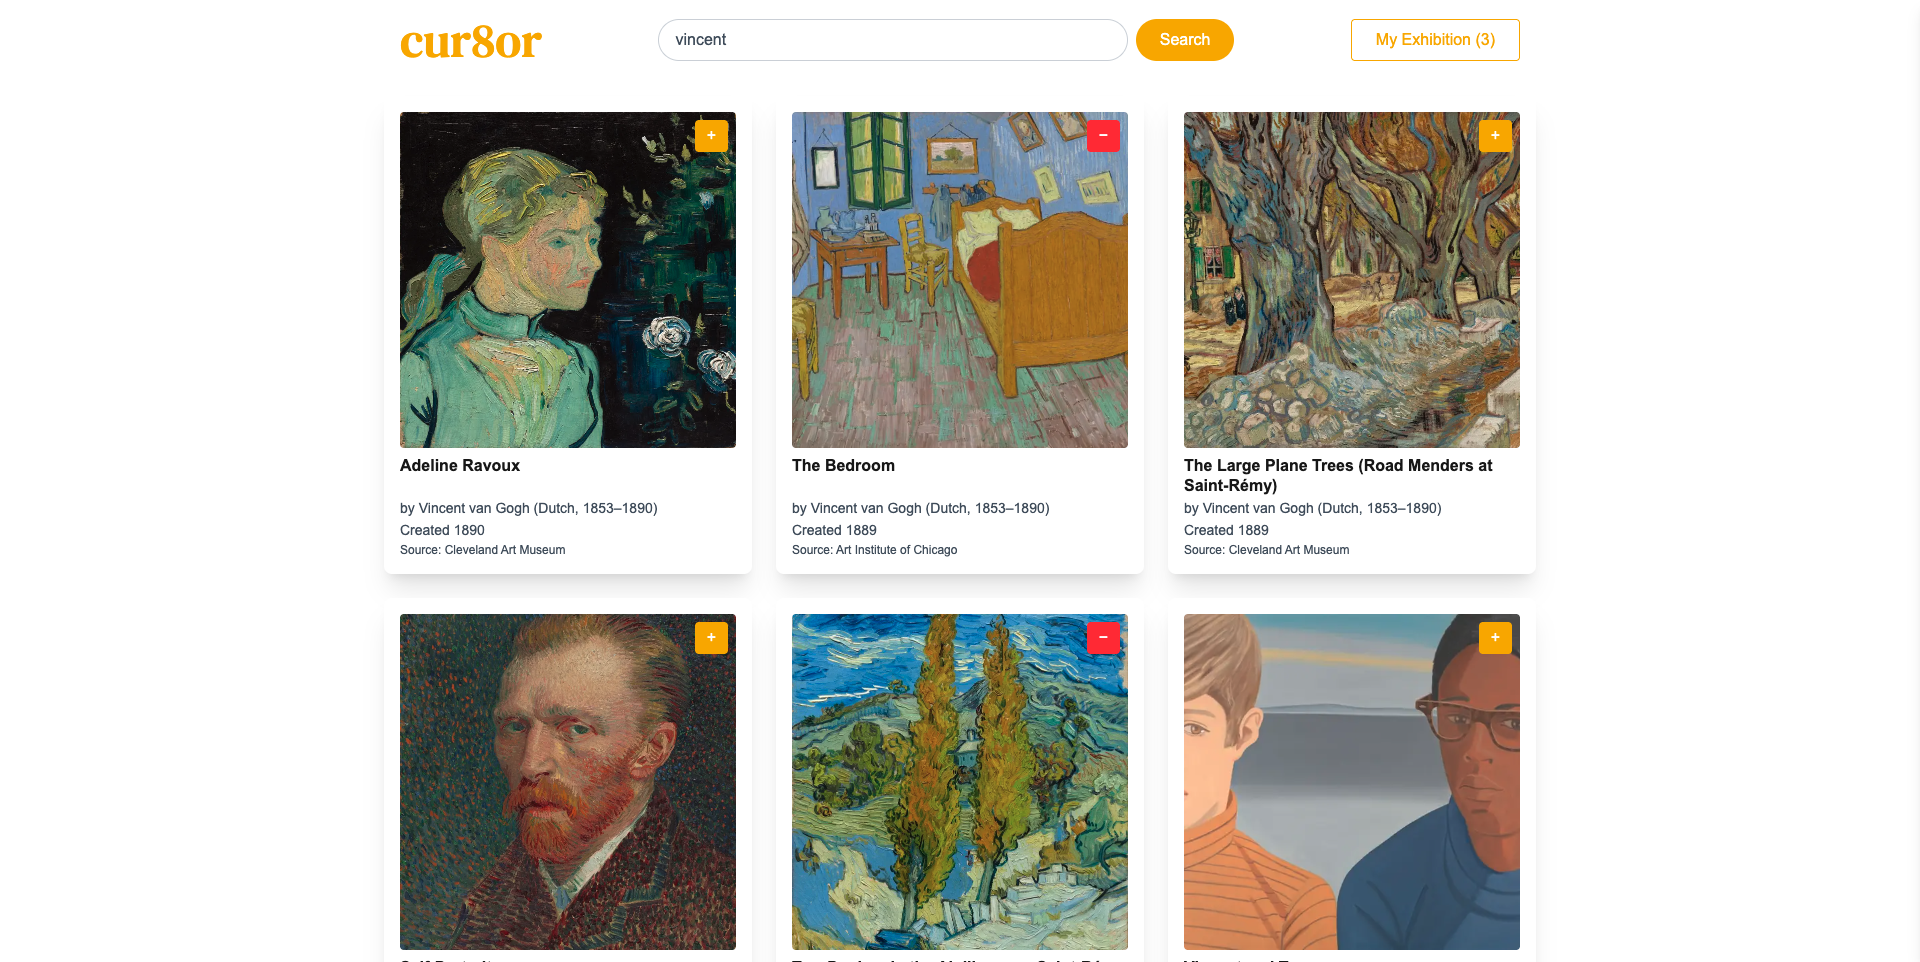 cur8or
vincent
Search
My Exhibition (3)
+
−
+
Adeline Ravoux
by Vincent van Gogh (Dutch, 1853–1890)
Created 1890
Source: Cleveland Art Museum
The Bedroom
by Vincent van Gogh (Dutch, 1853–1890)
Created 1889
Source: Art Institute of Chicago
The Large Plane Trees (Road Menders at
Saint-Rémy)
by Vincent van Gogh (Dutch, 1853–1890)
Created 1889
Source: Cleveland Art Museum
+
−
+